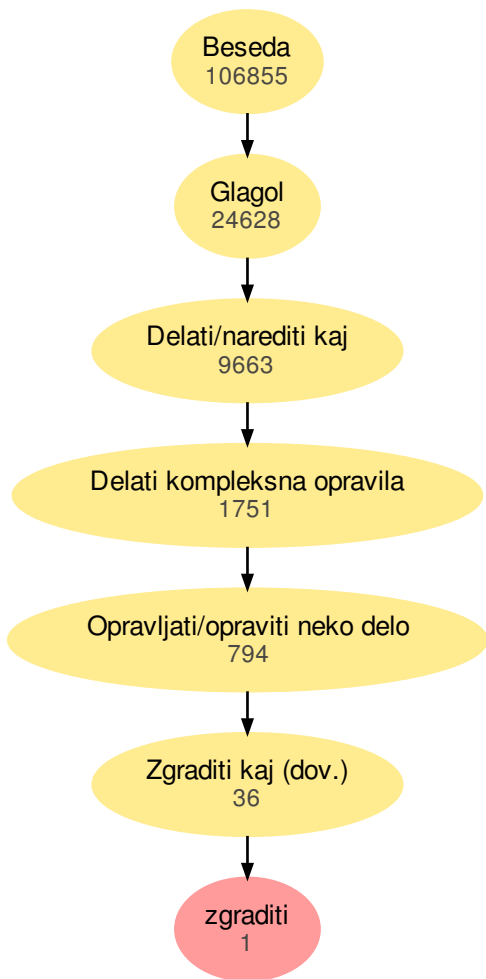 Beseda
106855
Glagol
24628
Delati/narediti kaj
9663
Delati kompleksna opravila
1751
Opravljati/opraviti neko delo
794
Zgraditi kaj (dov.)
36
zgraditi
1